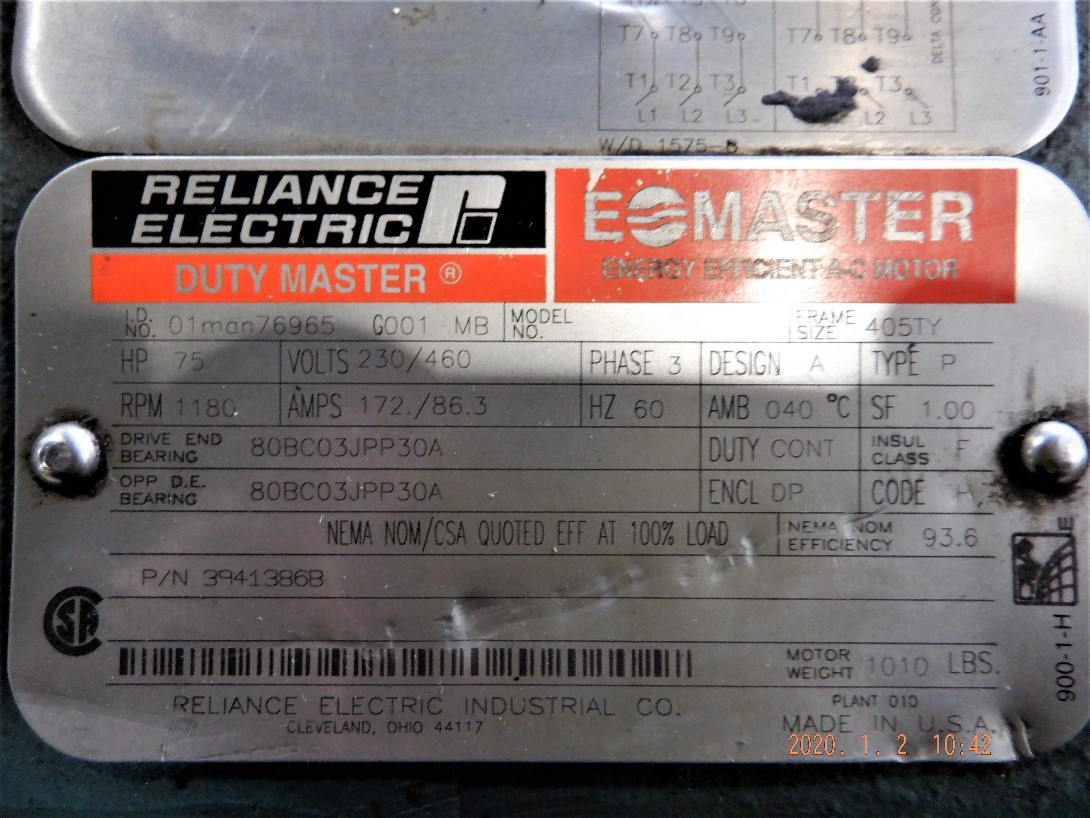 T7 T8 T9 T7 T8 T9
DELTA CON
T1 T2 T3 T1 T3
L1 L2 L3 L2 L3
W/D 1575-B
901-1-AA
RELIANCE
ELECTRIC
DUTY MASTER ®
MASTER
ENERGY EFFICIENT A-C MOTOR
I.D. NO. 01man76965 G001 MB MODEL NO. FRAME SIZE 405TY
HP 75 VOLTS 230/460 PHASE 3 DESIGN A TYPE P
RPM 1180 AMPS 172./86.3 HZ 60 AMB 040 °C SF 1.00
DRIVE END BEARING 80BC03JPP30A DUTY CONT INSUL CLASS F
OPP D.E. BEARING 80BC03JPP30A ENCL DP CODE H
NEMA NOM/CSA QUOTED EFF AT 100% LOAD NEMA NOM EFFICIENCY 93.6
P/N 3941386B
CSA
MOTOR WEIGHT 1010 LBS.
RELIANCE ELECTRIC INDUSTRIAL CO. PLANT 010
CLEVELAND, OHIO 44117 MADE IN U.S.A.
900-1-H
2020. 1. 2 10:42